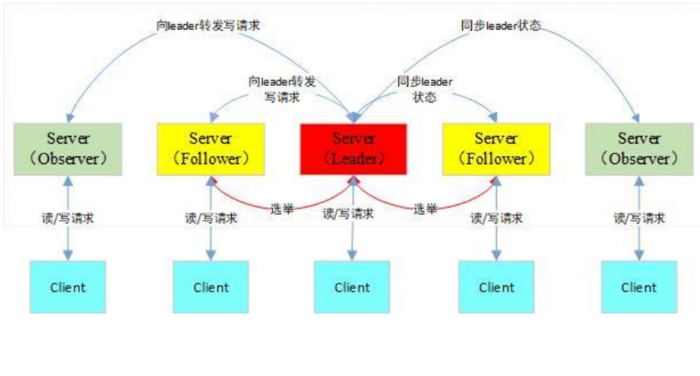 向leader转发写请求
同步leader状态
向leader转发
写请求
同步leader
状态
Server
（Observer）
Server
（Follower）
Server
（Leader）
Server
（Follower）
Server
（Observer）
选举
选举
读/写请求
读/写请求
读/写请求
读/写请求
读/写请求
Client
Client
Client
Client
Client